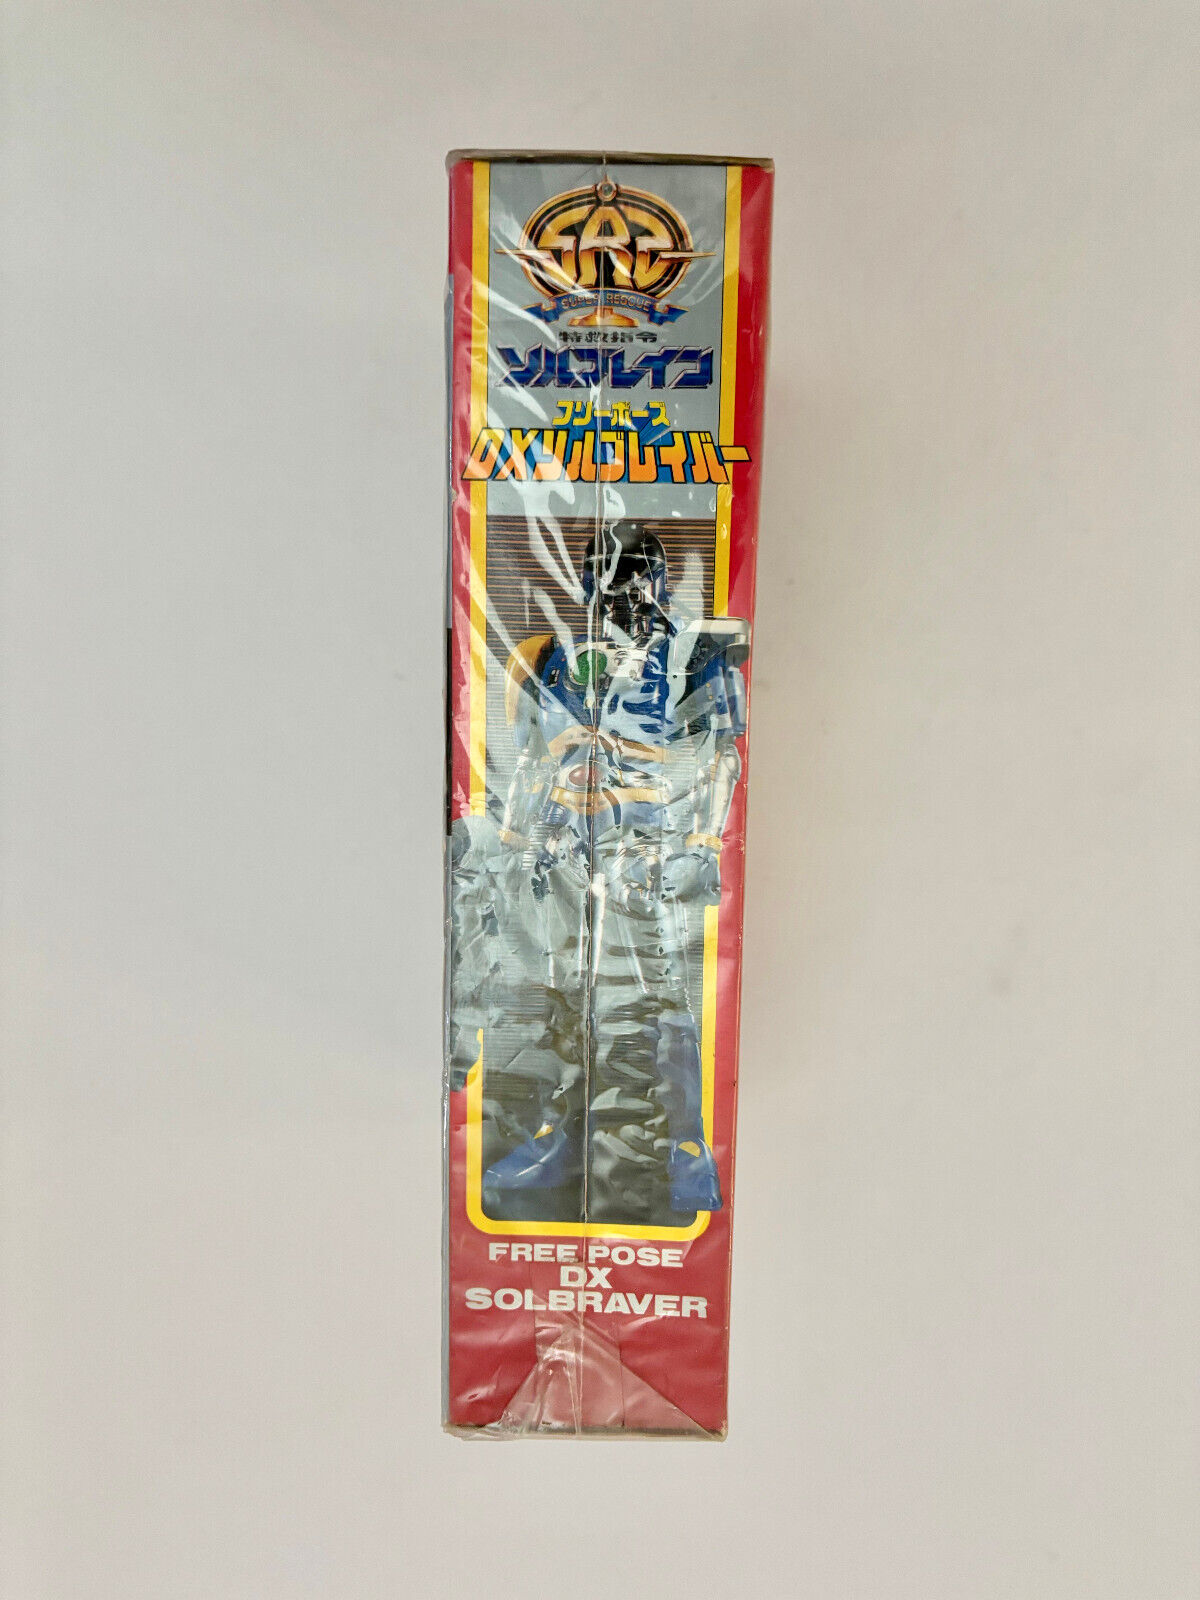 SRS
SUPER RESCUE
特救指令
ソルブレイン
フリーポーズ
DXソルブレイバー
FREE POSE
DX
SOLBRAVER